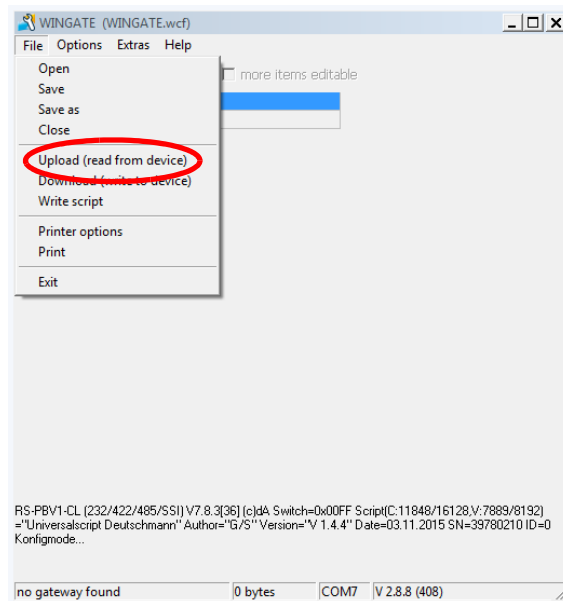 WINGATE (WINGATE.wcf)
File Options Extras Help
Open
more items editable
Save
Save as
Close
Upload (read from device)
Download (write to device)
Write script
Printer options
Print
Exit
RS-PBV1-CL (232/422/485/SSI) V7.8.3[36] (c)dA Switch=0x00FF Script(C:11848/16128,V:7889/8192)
="Universalscript Deutschmann" Author="G/S" Version="V 1.4.4" Date=03.11.2015 SN=39780210 ID=0
Konfigmode...
no gateway found 0 bytes COM7 V 2.8.8 (408)